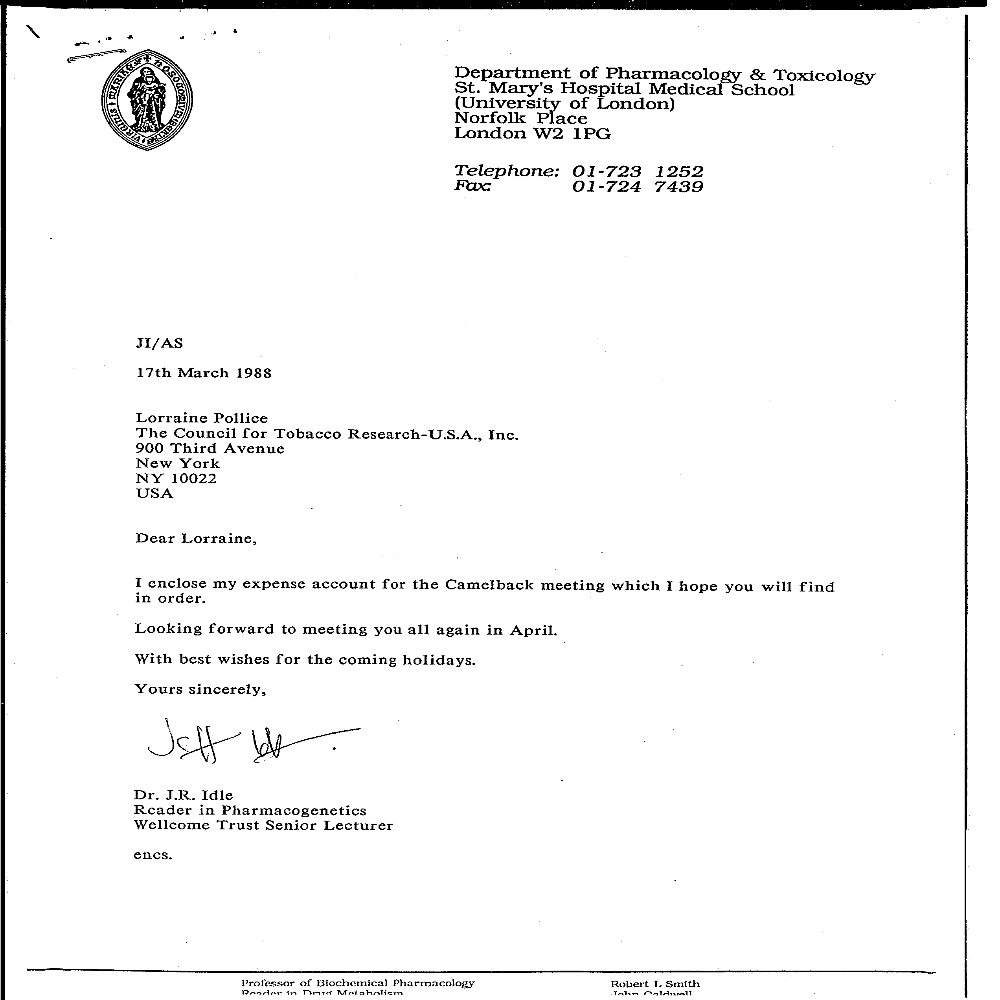 Department of Pharmacology & Toxicology
St. Mary's Hospital Medical School
(University of London)
Norfolk Place
London W2 1PG
Telephone: 01-723 1252
Fax: 01-724 7439
JI/AS
17th March 1988
Lorraine Pollice
The Council for Tobacco Research-U.S.A., Inc.
900 Third Avenue
New York
NY 10022
USA
Dear Lorraine,
I enclose my expense account for the Camelback meeting which I hope you will find
in order.
Looking forward to meeting you all again in April.
With best wishes for the coming holidays.
Yours sincerely,
Dr. J.R. Idle
Reader in Pharmacogenetics
Wellcome Trust Senior Lecturer
encs.
Professor of Biochemical Pharmacology Robert L Smith
Reader in Drug Metabolism John Caldwell